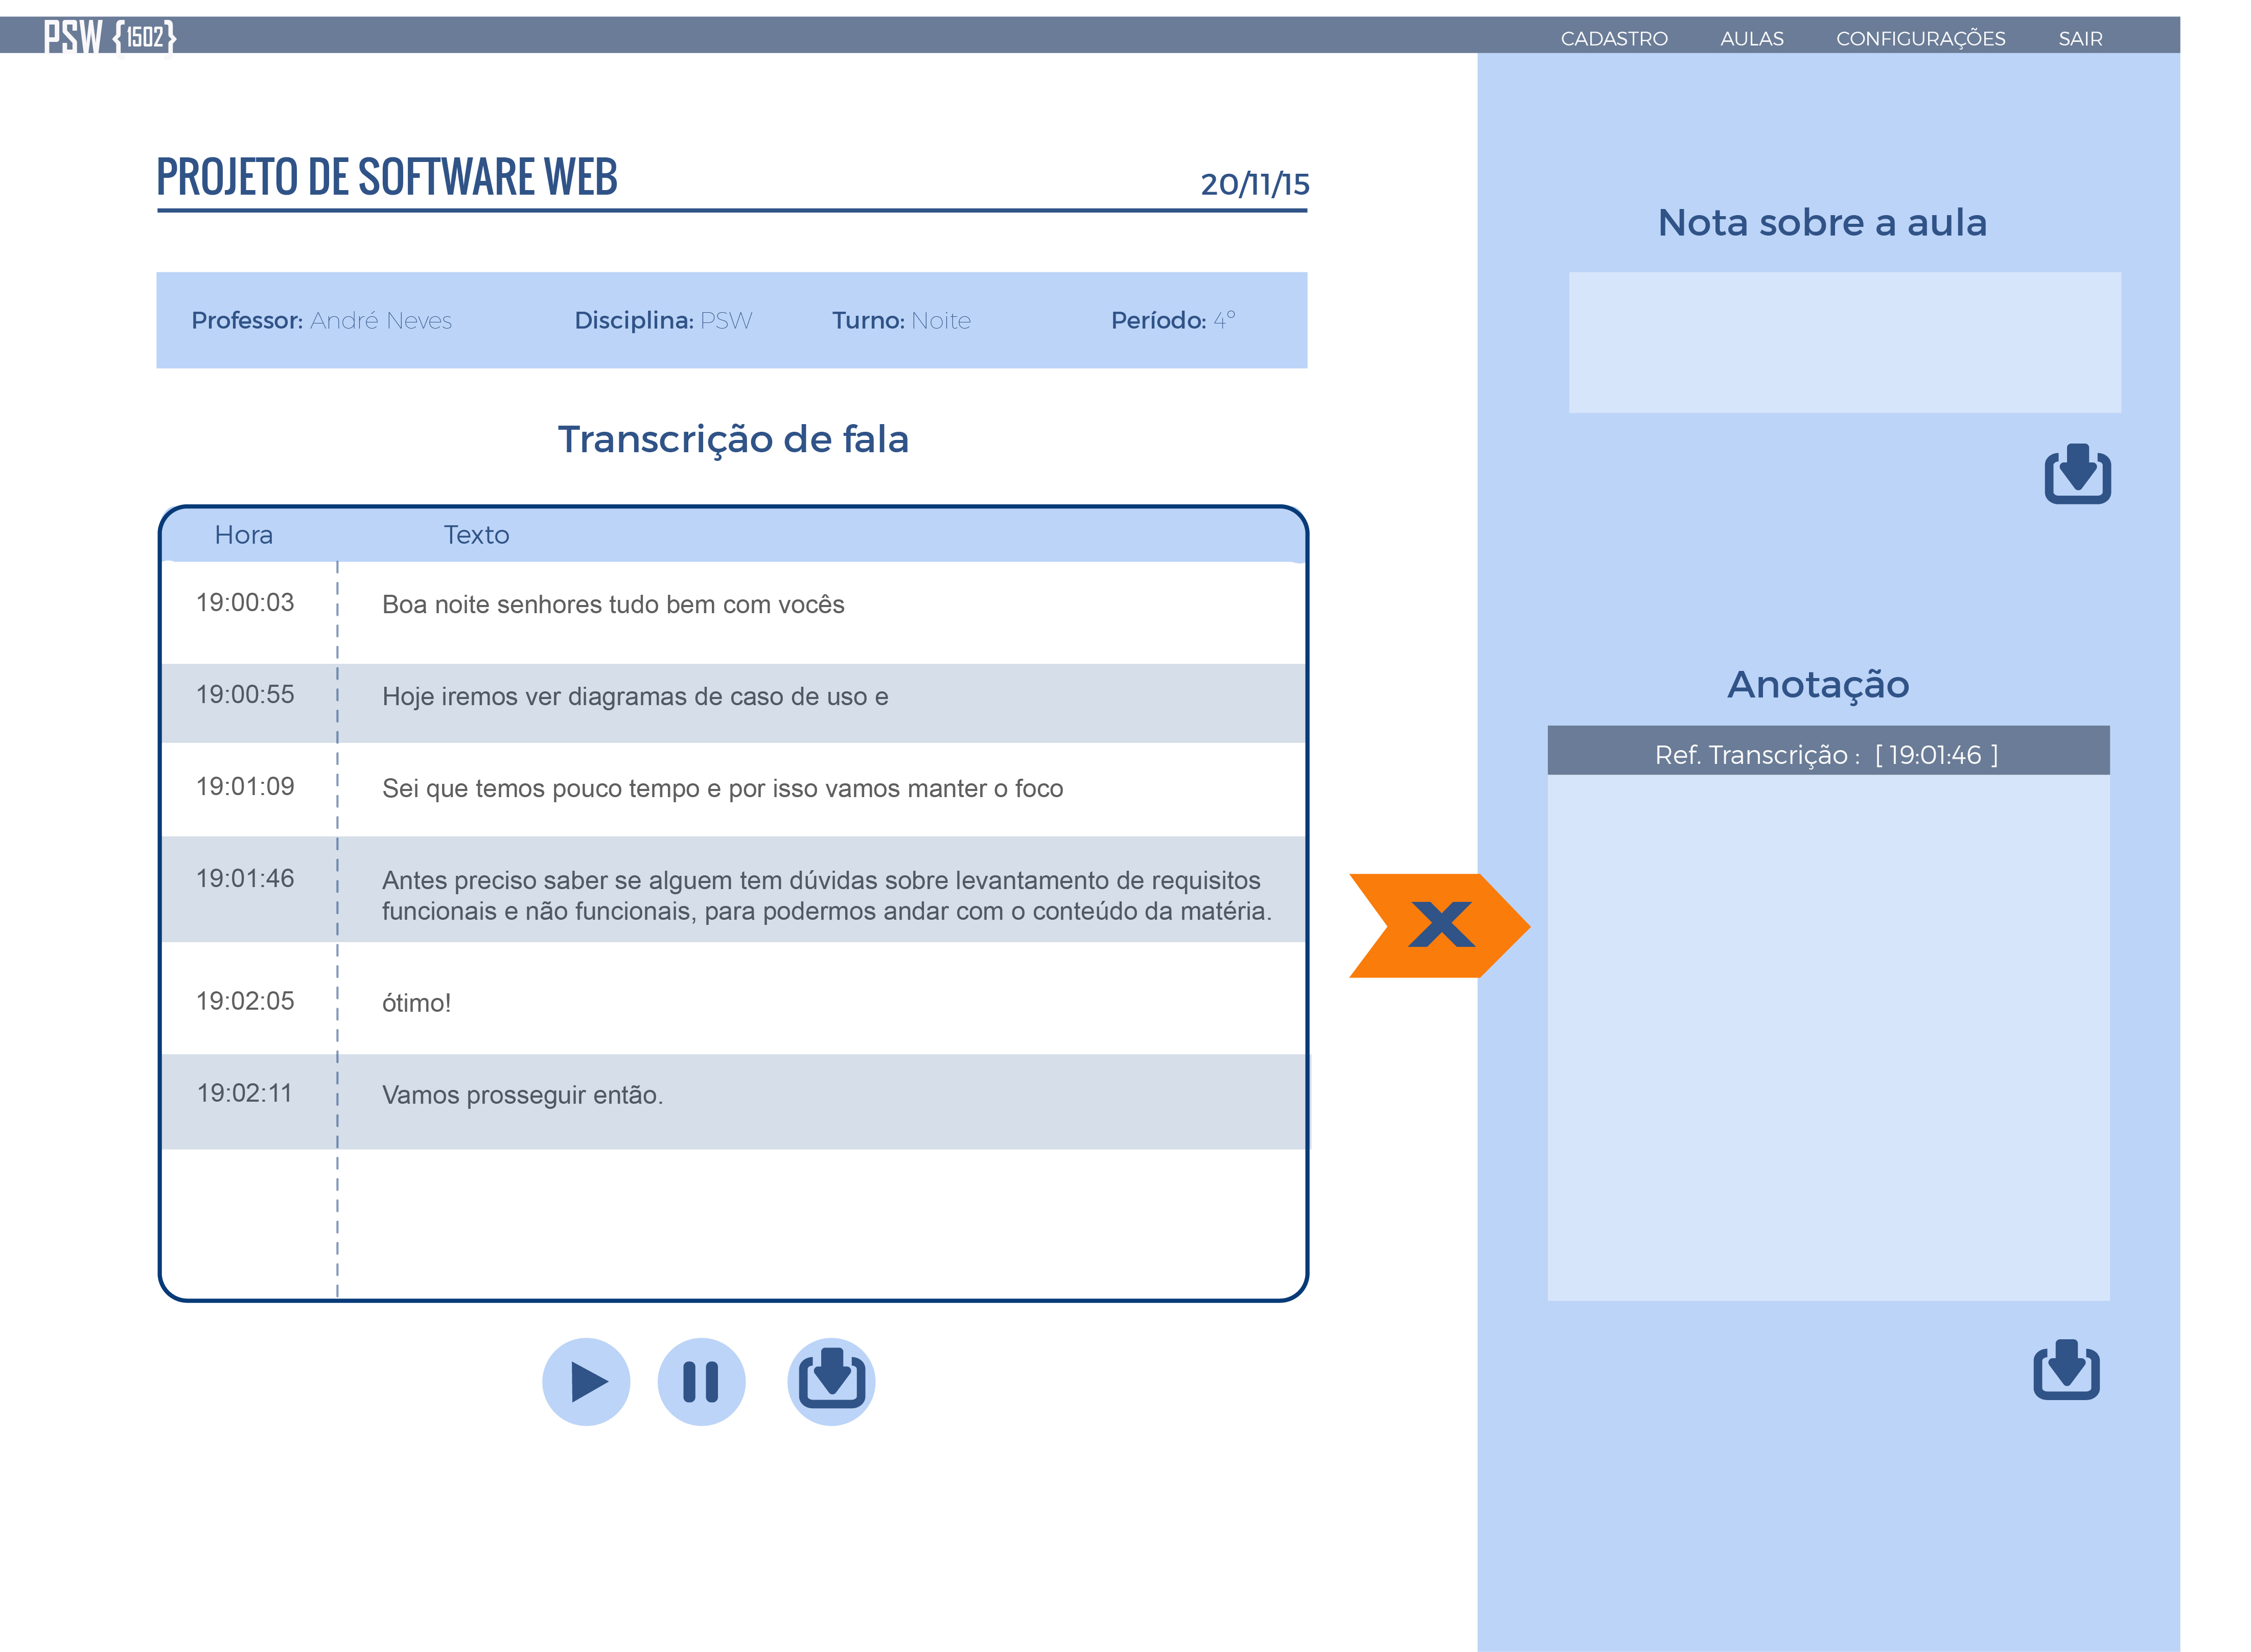 PSW {1502}
CADASTRO AULAS CONFIGURAÇÕES SAIR
PROJETO DE SOFTWARE WEB
20/11/15
Professor: André Neves Disciplina: PSW Turno: Noite Período: 4°
Transcrição de fala
Hora Texto
19:00:03 Boa noite senhores tudo bem com vocês
19:00:55 Hoje iremos ver diagramas de caso de uso e
19:01:09 Sei que temos pouco tempo e por isso vamos manter o foco
19:01:46 Antes preciso saber se alguem tem dúvidas sobre levantamento de requisitos
funcionais e não funcionais, para podermos andar com o conteúdo da matéria.
19:02:05 ótimo!
19:02:11 Vamos prosseguir então.
X
Nota sobre a aula
Anotação
Ref. Transcrição : [ 19:01:46 ]